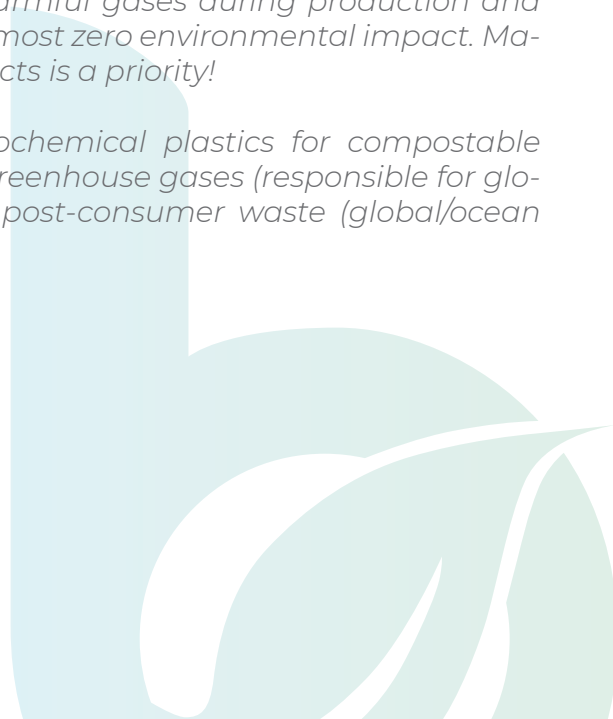 armful gases during production and
most zero environmental impact. Ma-
cts is a priority!
ochemical plastics for compostable
reenhouse gases (responsible for glo-
post-consumer waste (global/ocean